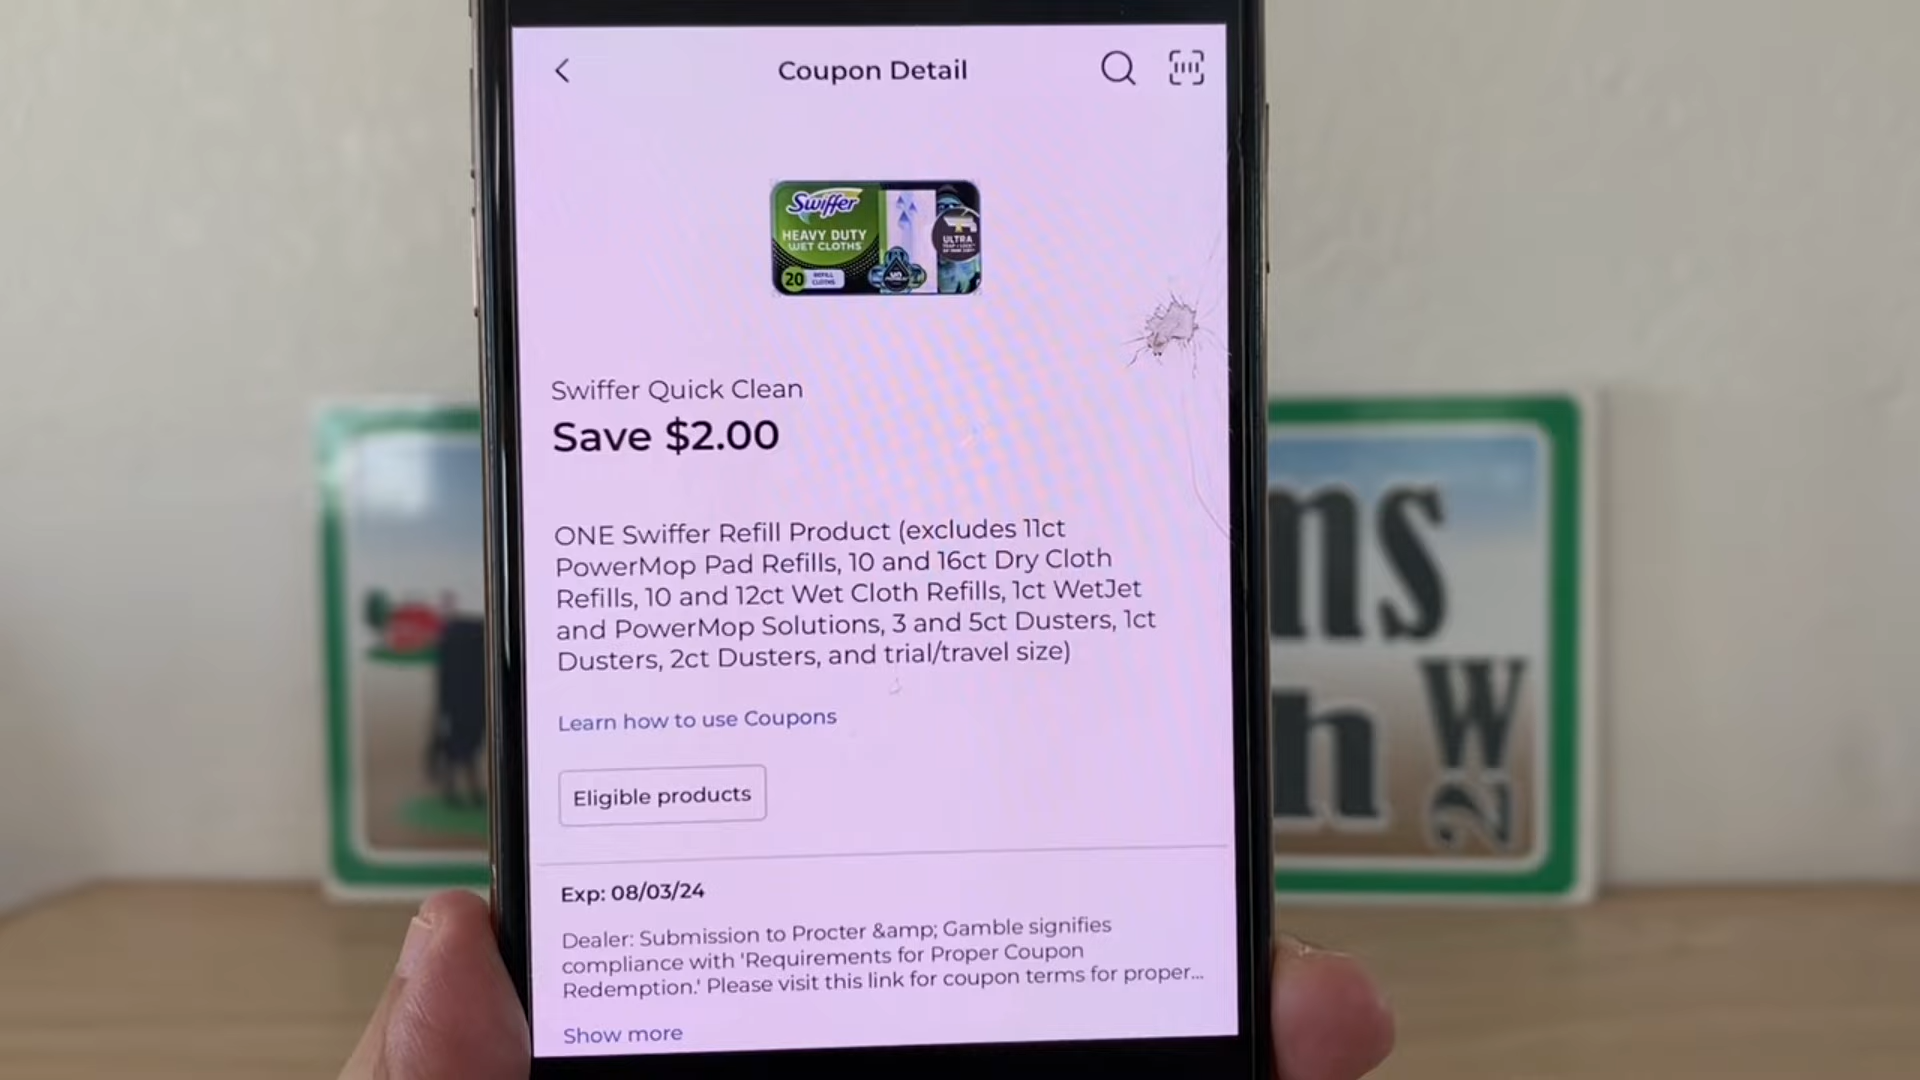 Coupon Detail
Swiffer
HEAVY DUTY
WET CLOTHS
ULTRA
20
REFILL
CLOTHS
Swiffer Quick Clean
Save $2.00
ONE Swiffer Refill Product (excludes 11ct
PowerMop Pad Refills, 10 and 16ct Dry Cloth
Refills, 10 and 12ct Wet Cloth Refills, 1ct WetJet
and PowerMop Solutions, 3 and 5ct Dusters, 1ct
Dusters, 2ct Dusters, and trial/travel size)
Learn how to use Coupons
Eligible products
Exp: 08/03/24
Dealer: Submission to Procter &amp; Gamble signifies
compliance with 'Requirements for Proper Coupon
Redemption.' Please visit this link for coupon terms for proper...
Show more
ms
h
W
N